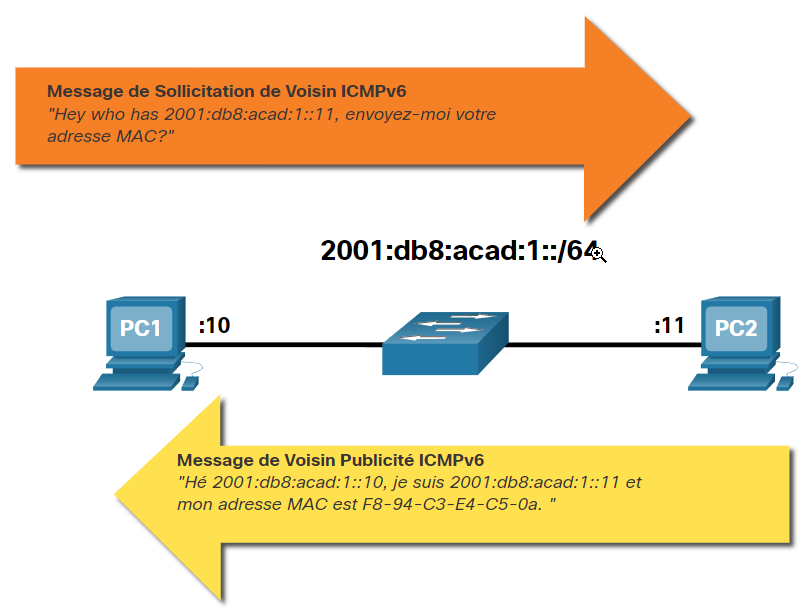 Message de Sollicitation de Voisin ICMPv6
"Hey who has 2001:db8:acad:1::11, envoyez-moi votre
adresse MAC?"
2001:db8:acad:1::/64
PC1
:10
:11
PC2
Message de Voisin Publicité ICMPv6
"Hé 2001:db8:acad:1::10, je suis 2001:db8:acad:1::11 et
mon adresse MAC est F8-94-C3-E4-C5-0a. "